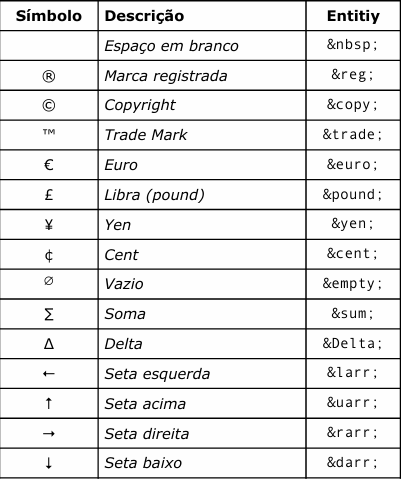 Símbolo Descrição Entitiy
Espaço em branco &nbsp;
® Marca registrada &reg;
© Copyright &copy;
™ Trade Mark &trade;
€ Euro &euro;
£ Libra (pound) &pound;
¥ Yen &yen;
¢ Cent &cent;
∅ Vazio &empty;
∑ Soma &sum;
Δ Delta &Delta;
← Seta esquerda &larr;
↑ Seta acima &uarr;
→ Seta direita &rarr;
↓ Seta baixo &darr;